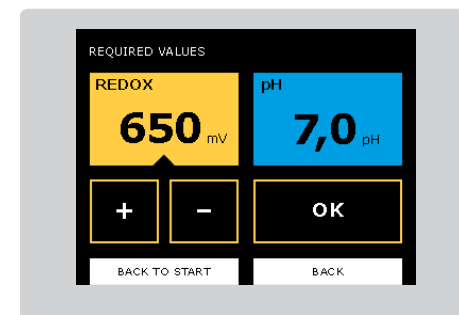 REQUIRED VALUES
REDOX
650 mV
pH
7,0 pH
+
-
OK
BACK TO START
BACK